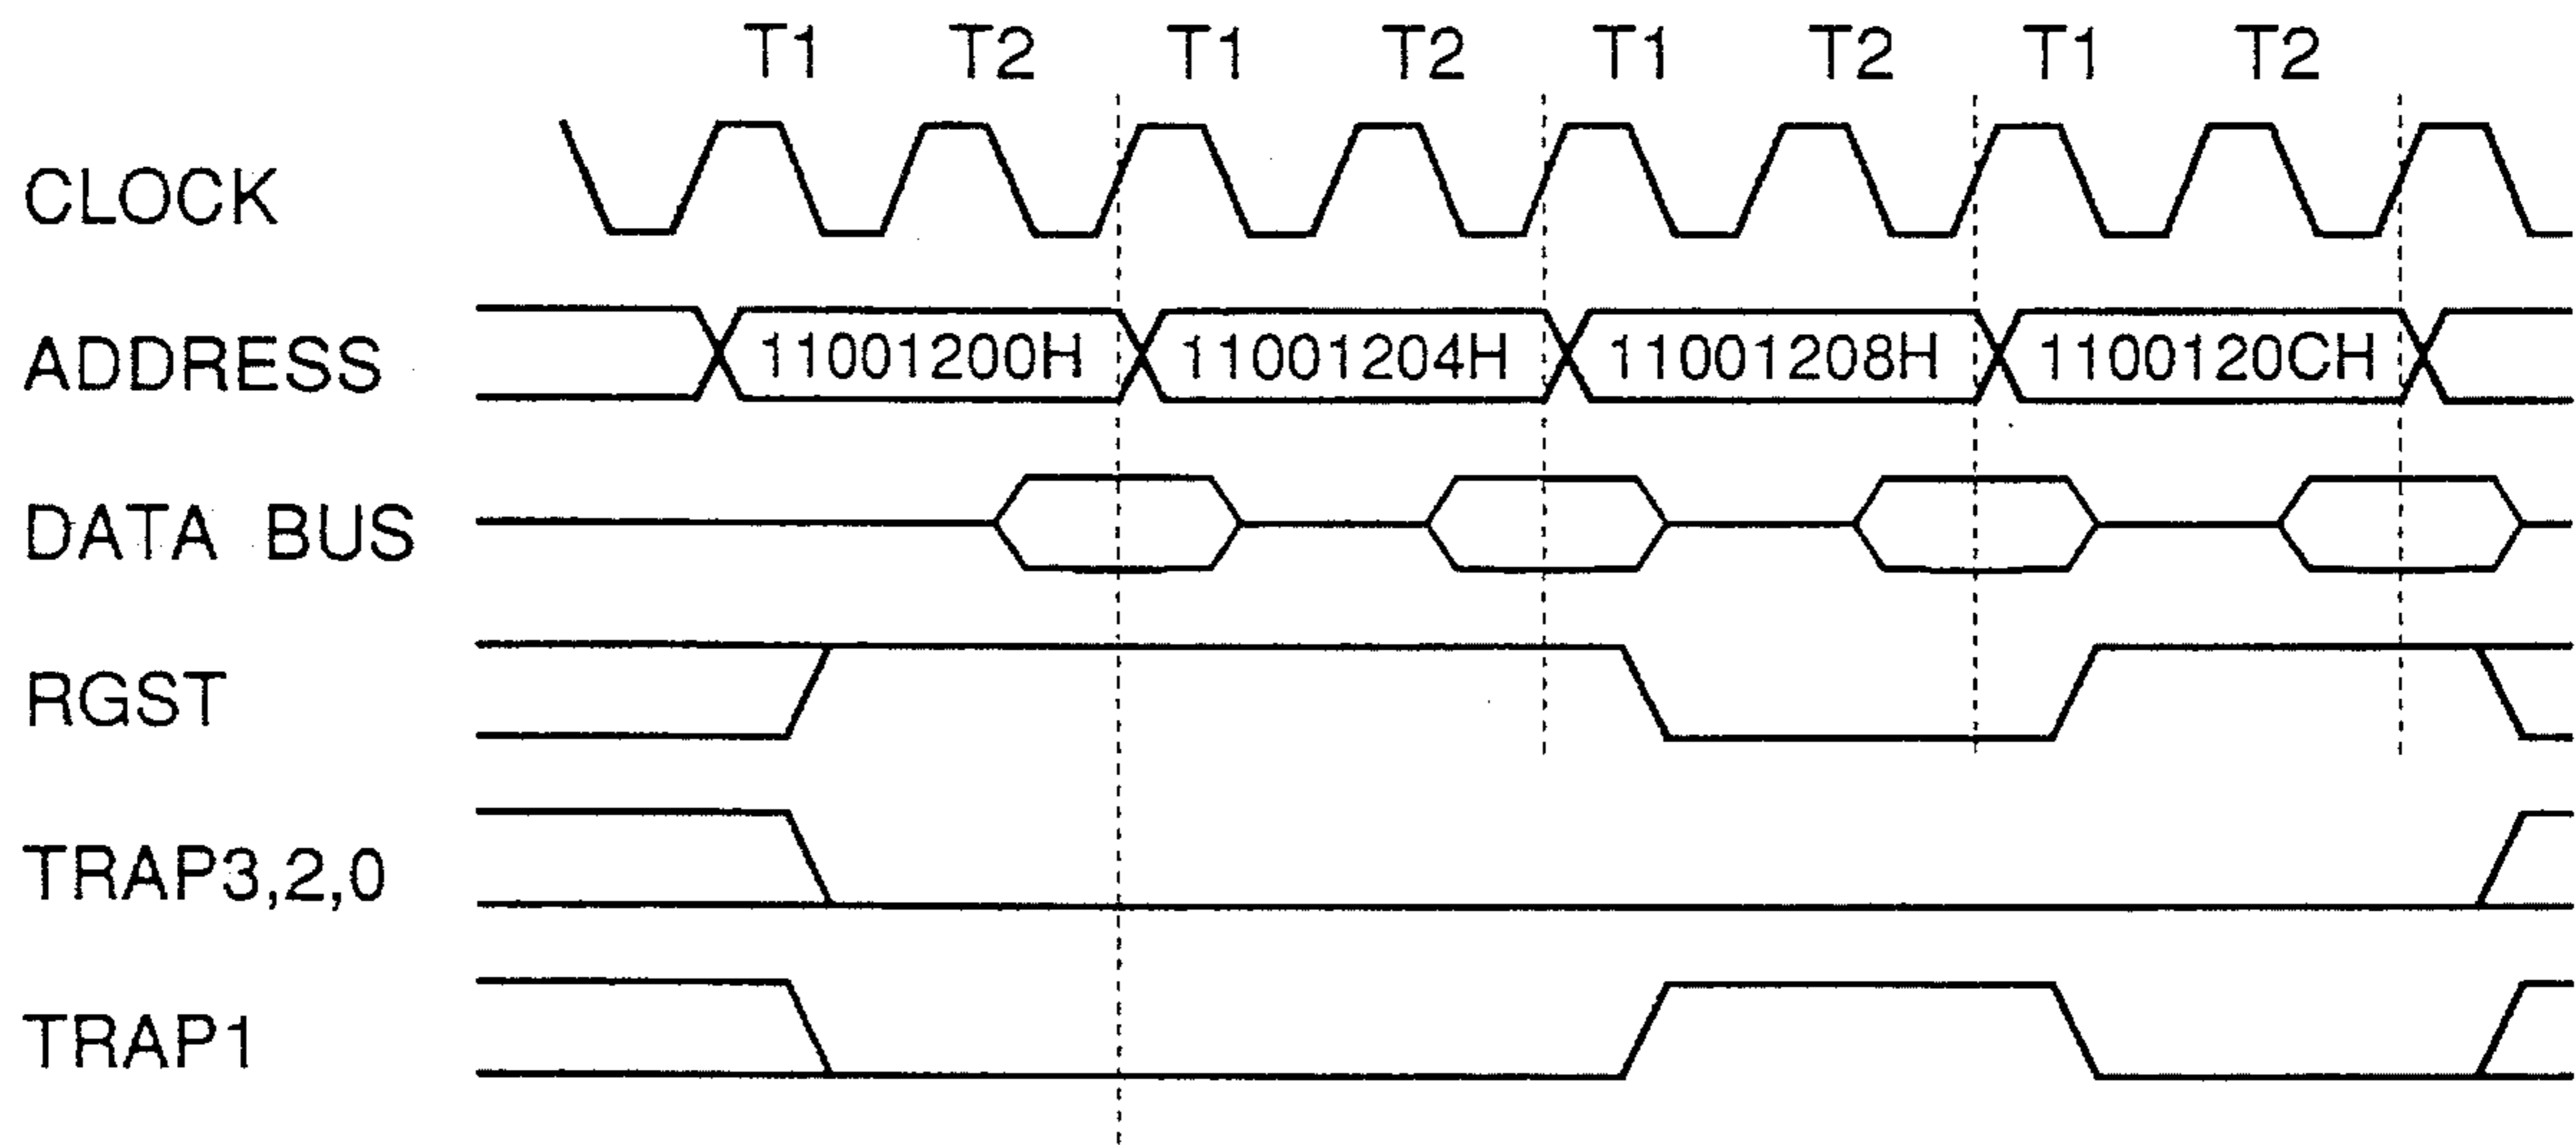 T1 T2 T1 T2 T1 T2 T1 T2
CLOCK
ADDRESS 11001200H 11001204H 11001208H 1100120CH
DATA BUS
RGST
TRAP3,2,0
TRAP1